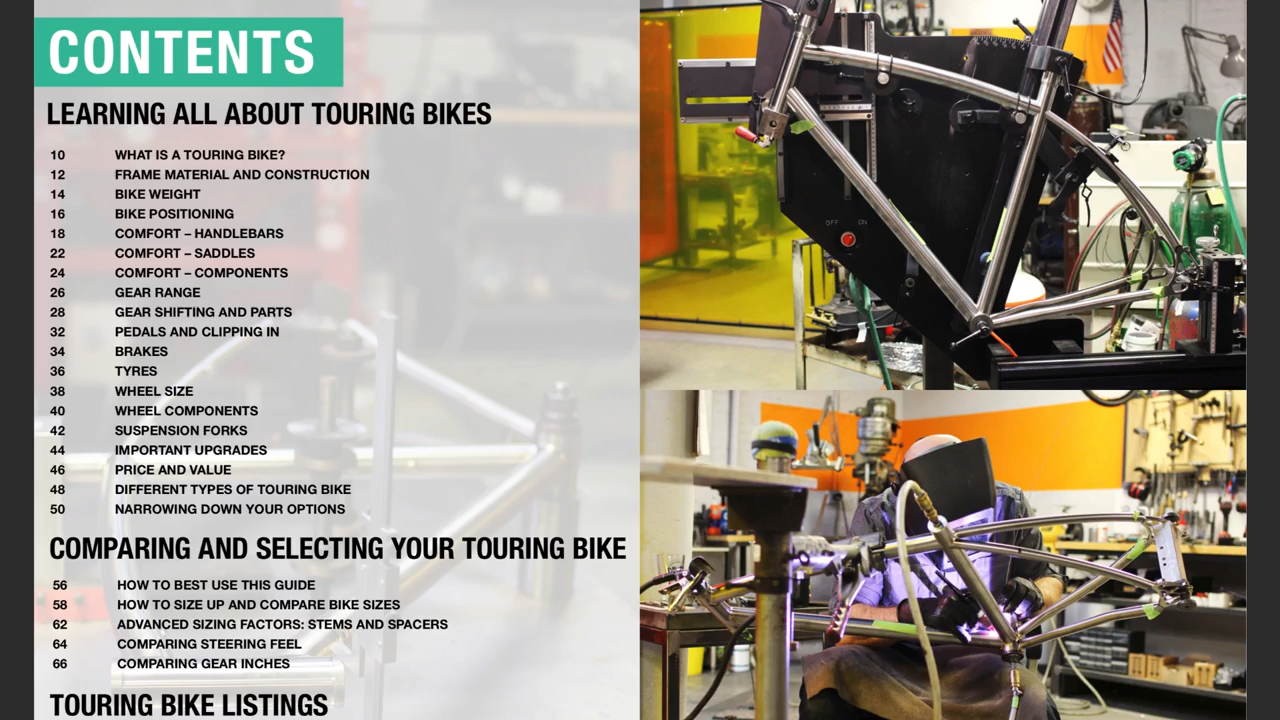 CONTENTS
LEARNING ALL ABOUT TOURING BIKES
10 WHAT IS A TOURING BIKE?
12 FRAME MATERIAL AND CONSTRUCTION
14 BIKE WEIGHT
16 BIKE POSITIONING
18 COMFORT – HANDLEBARS
22 COMFORT – SADDLES
24 COMFORT – COMPONENTS
26 GEAR RANGE
28 GEAR SHIFTING AND PARTS
32 PEDALS AND CLIPPING IN
34 BRAKES
36 TYRES
38 WHEEL SIZE
40 WHEEL COMPONENTS
42 SUSPENSION FORKS
44 IMPORTANT UPGRADES
46 PRICE AND VALUE
48 DIFFERENT TYPES OF TOURING BIKE
50 NARROWING DOWN YOUR OPTIONS
COMPARING AND SELECTING YOUR TOURING BIKE
56 HOW TO BEST USE THIS GUIDE
58 HOW TO SIZE UP AND COMPARE BIKE SIZES
62 ADVANCED SIZING FACTORS: STEMS AND SPACERS
64 COMPARING STEERING FEEL
66 COMPARING GEAR INCHES
TOURING BIKE LISTINGS
OFF ON